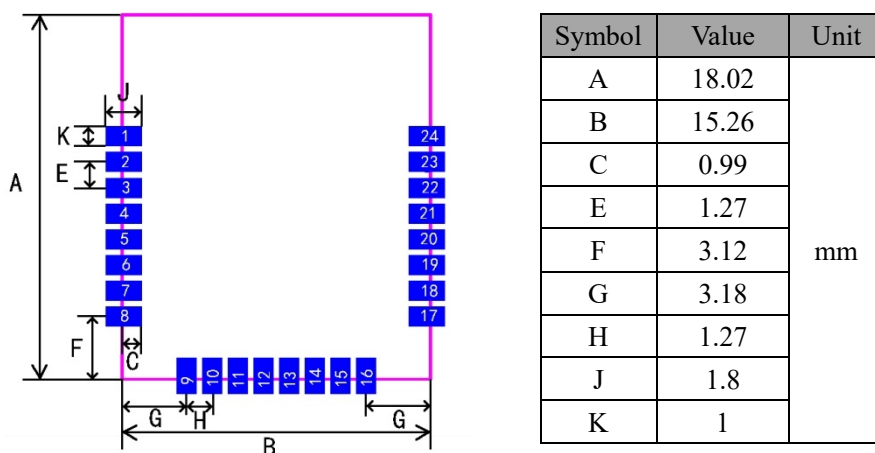 J
K
1
2
E
3
A
4
5
6
7
8
F
C
24
23
22
21
20
19
18
17
9 10 11 12 13 14 15 16
G
H
G
B
Symbol Value Unit
A 18.02
B 15.26
C 0.99
E 1.27
F 3.12 mm
G 3.18
H 1.27
J 1.8
K 1